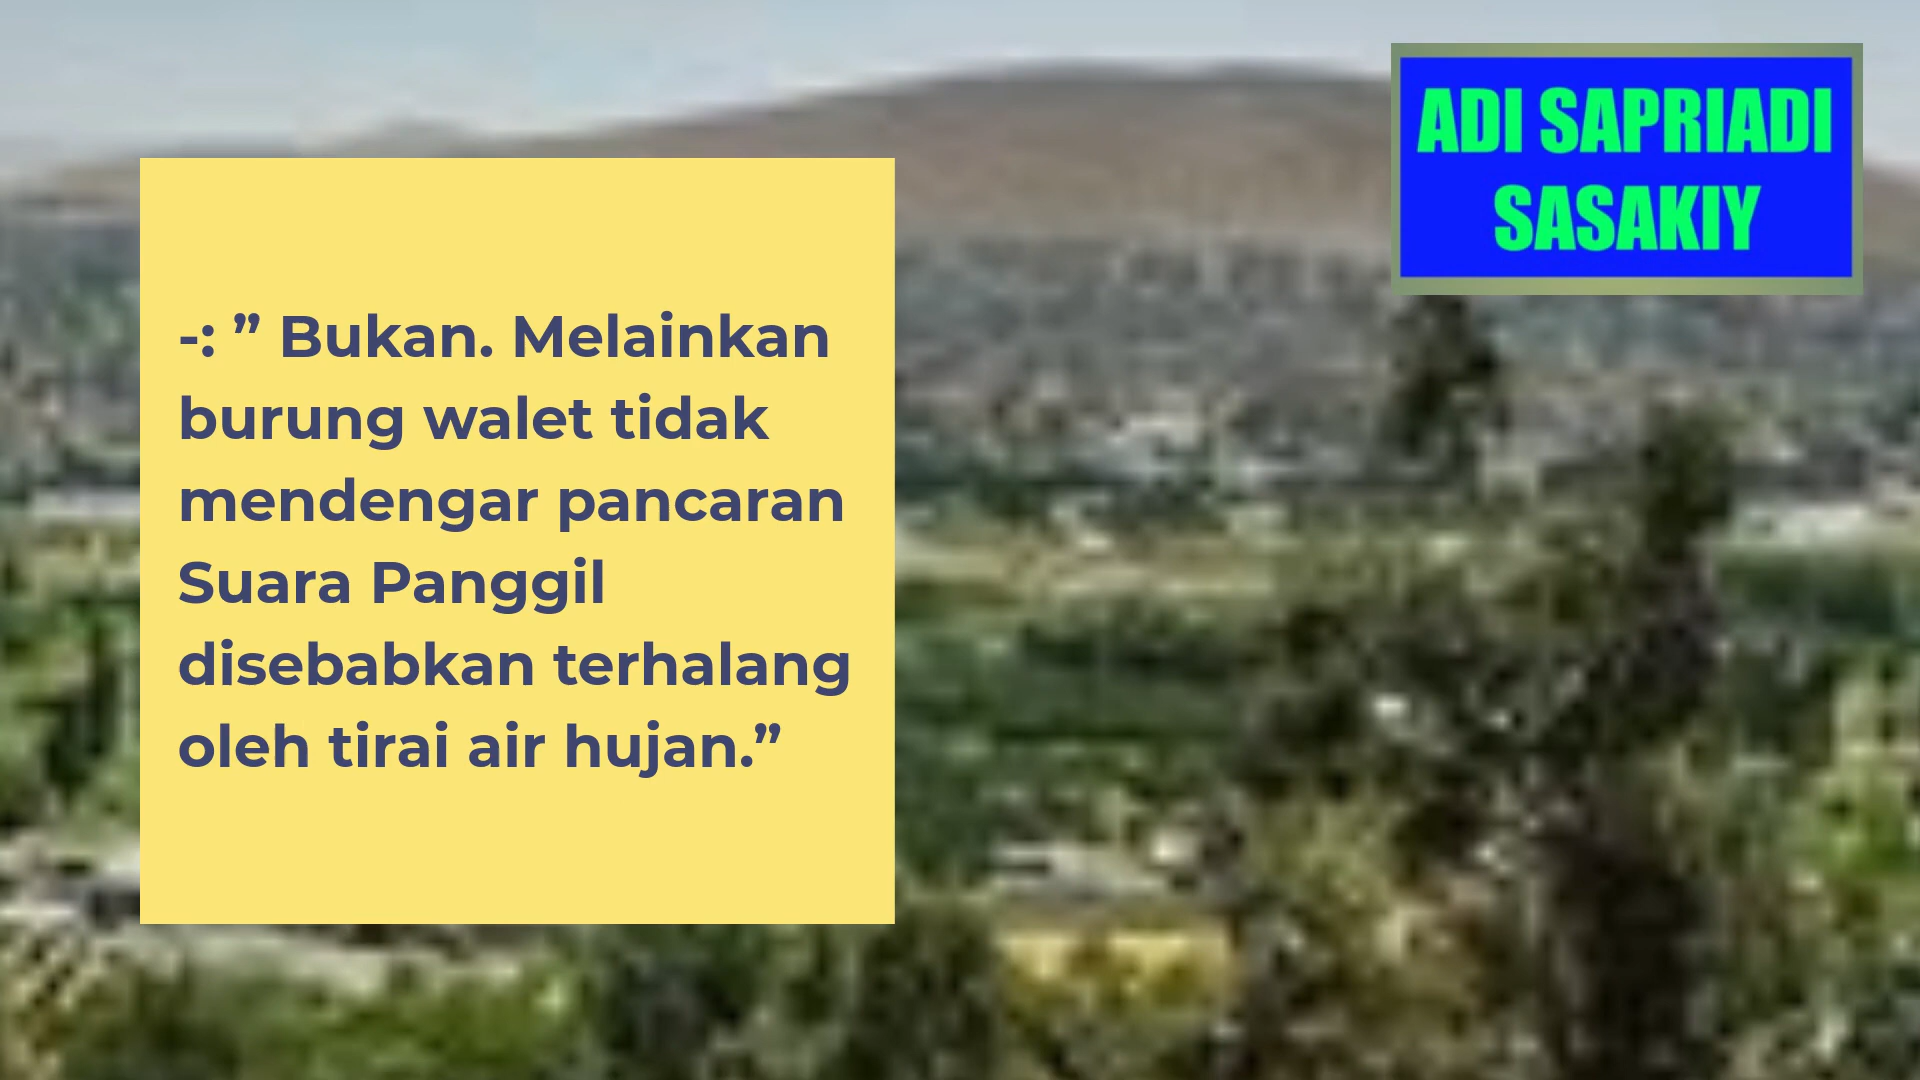 ADI SAPRIADI
SASAKIY
-: ” Bukan. Melainkan
burung walet tidak
mendengar pancaran
Suara Panggil
disebabkan terhalang
oleh tirai air hujan.”